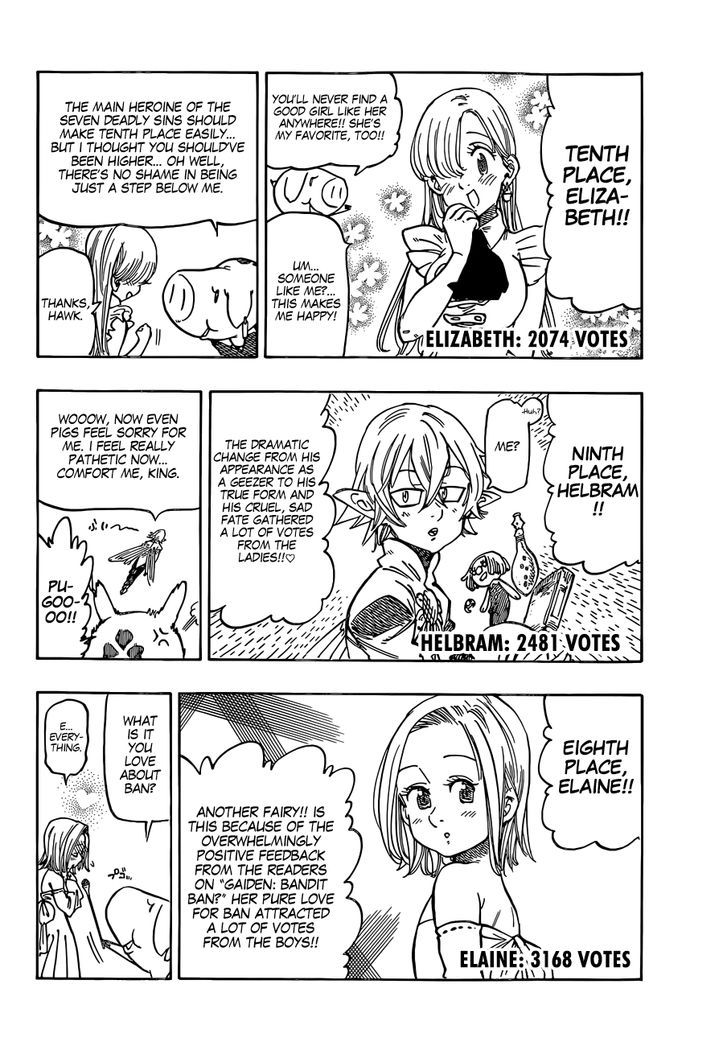 TENTH
PLACE,
ELIZA-
BETH!!
YOU'LL NEVER FIND A
GOOD GIRL LIKE HER
ANYWHERE!! SHE'S
MY FAVORITE, TOO!!
UM...
SOMEONE
LIKE ME?...
THIS MAKES
ME HAPPY!
ELIZABETH: 2074 VOTES
THE MAIN HEROINE OF THE
SEVEN DEADLY SINS SHOULD
MAKE TENTH PLACE EASILY...
BUT I THOUGHT YOU SHOULD'VE
BEEN HIGHER... OH WELL,
THERE'S NO SHAME IN BEING
JUST A STEP BELOW ME.
THANKS,
HAWK.
NINTH
PLACE,
HELBRAM
!!
Huh?
ME?
THE DRAMATIC
CHANGE FROM HIS
APPEARANCE AS
A GEEZER TO HIS
TRUE FORM AND
HIS CRUEL, SAD
FATE GATHERED
A LOT OF VOTES
FROM THE
LADIES!!♡
HELBRAM: 2481 VOTES
WOOOW, NOW EVEN
PIGS FEEL SORRY FOR
ME. I FEEL REALLY
PATHETIC NOW...
COMFORT ME, KING.
PU-
GOO-
OO!!
EIGHTH
PLACE,
ELAINE!!
ANOTHER FAIRY!! IS
THIS BECAUSE OF THE
OVERWHELMINGLY
POSITIVE FEEDBACK
FROM THE READERS
ON "GAIDEN: BANDIT
BAN?" HER PURE LOVE
FOR BAN ATTRACTED
A LOT OF VOTES
FROM THE BOYS!!
ELAINE: 3168 VOTES
WHAT
IS IT
YOU
LOVE
ABOUT
BAN?
E...
EVERY-
THING.